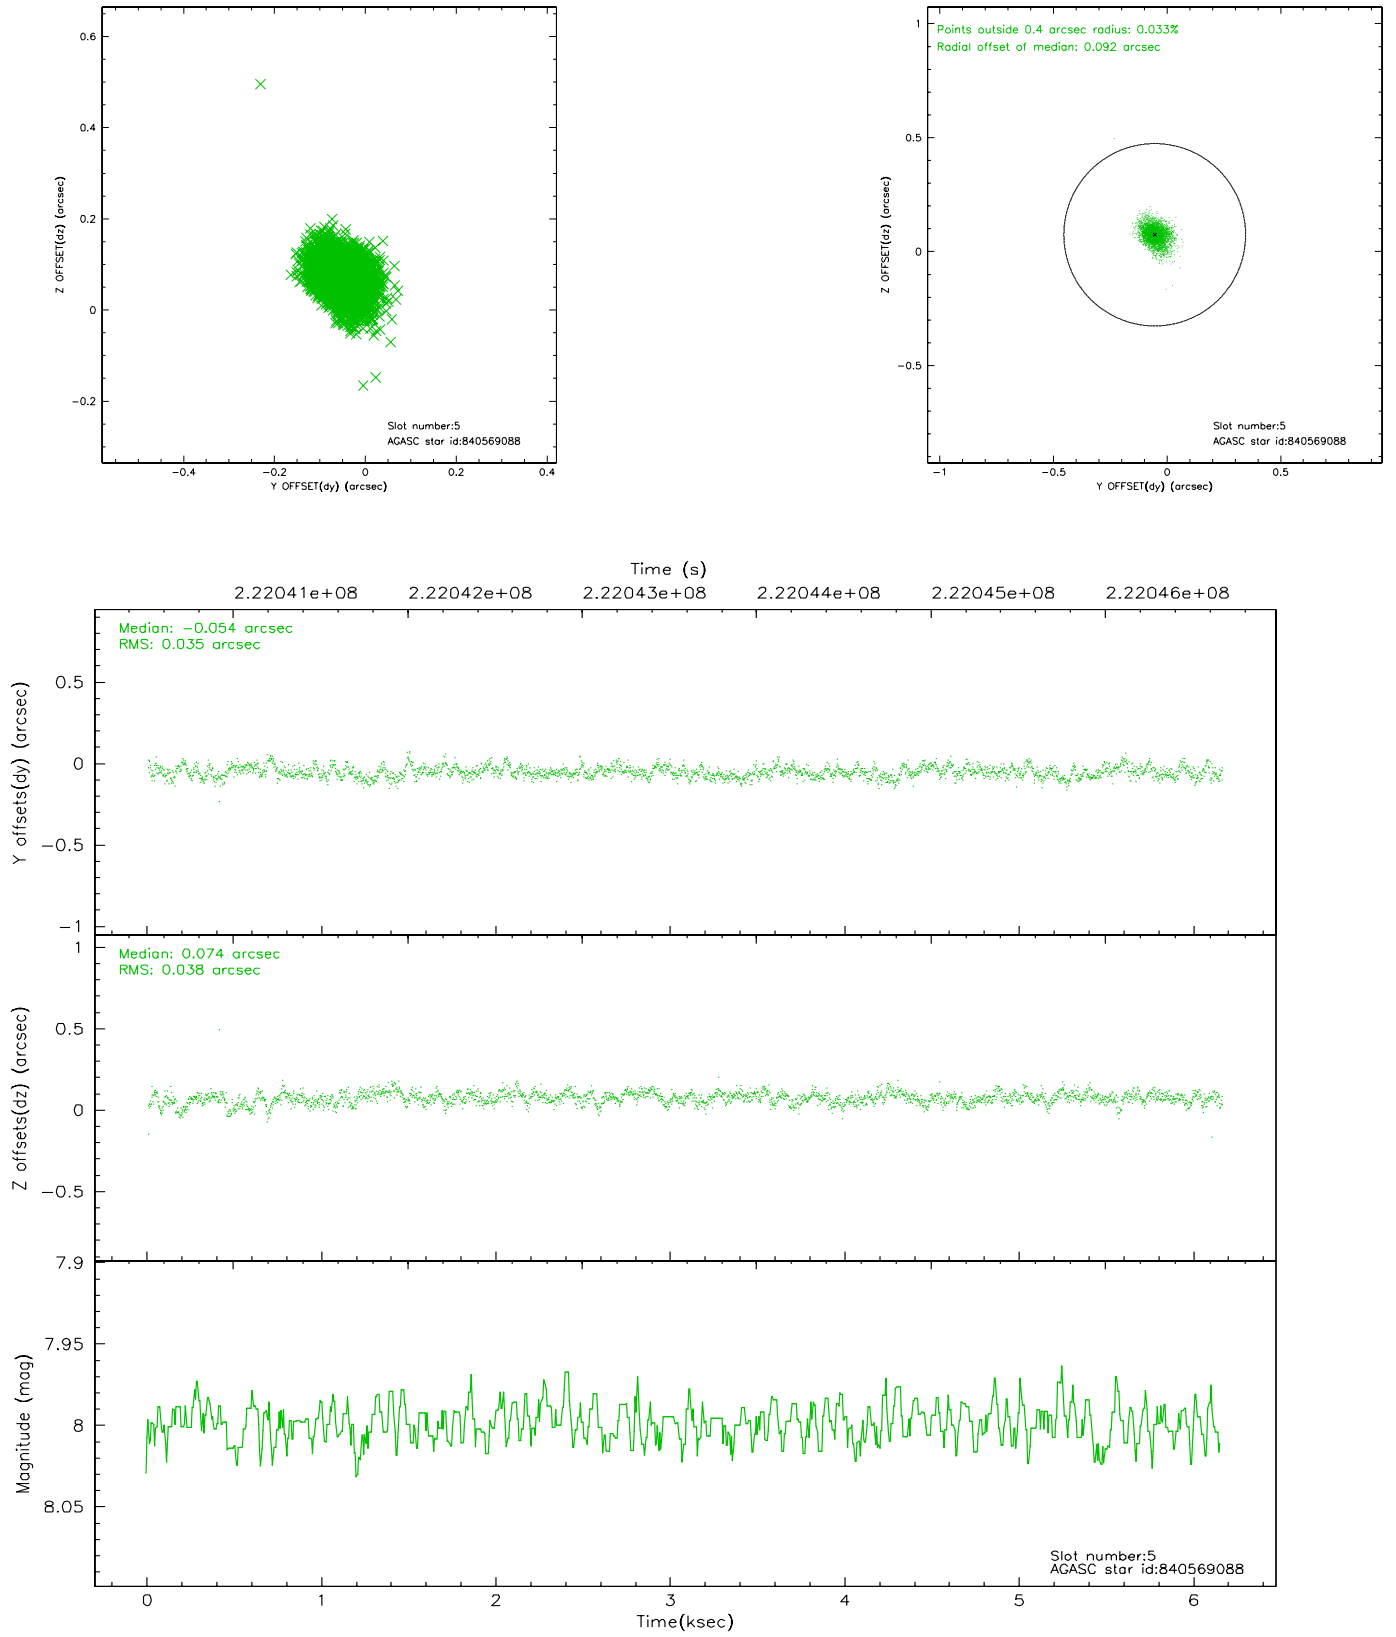 0.6
0.4
0.2
0
−0.2
Z OFFSET(dz) (arcsec)
Slot number:5
AGASC star id:840569088
−0.4 −0.2 0 0.2 0.4
Y OFFSET(dy) (arcsec)
Points outside 0.4 arcsec radius: 0.033%
Radial offset of median: 0.092 arcsec
1
0.5
0
−0.5
Z OFFSET(dz) (arcsec)
Slot number:5
AGASC star id:840569088
−1 −0.5 0 0.5
Y OFFSET(dy) (arcsec)
Time (s)
2.22041e+08 2.22042e+08 2.22043e+08 2.22044e+08 2.22045e+08 2.22046e+08
Median: −0.054 arcsec
RMS: 0.035 arcsec
0.5
0
−0.5
−1
Y offsets(dy) (arcsec)
Median: 0.074 arcsec
RMS: 0.038 arcsec
1
0.5
0
−0.5
Z offsets(dz) (arcsec)
7.9
7.95
8
8.05
Magnitude (mag)
Slot number:5
AGASC star id:840569088
0 1 2 3 4 5 6
Time(ksec)